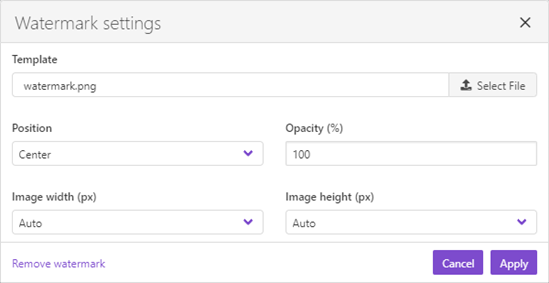 Watermark settings
Template
watermark.png
Select File
Position
Opacity (%)
Center
100
Image width (px)
Image height (px)
Auto
Auto
Remove watermark
Cancel
Apply